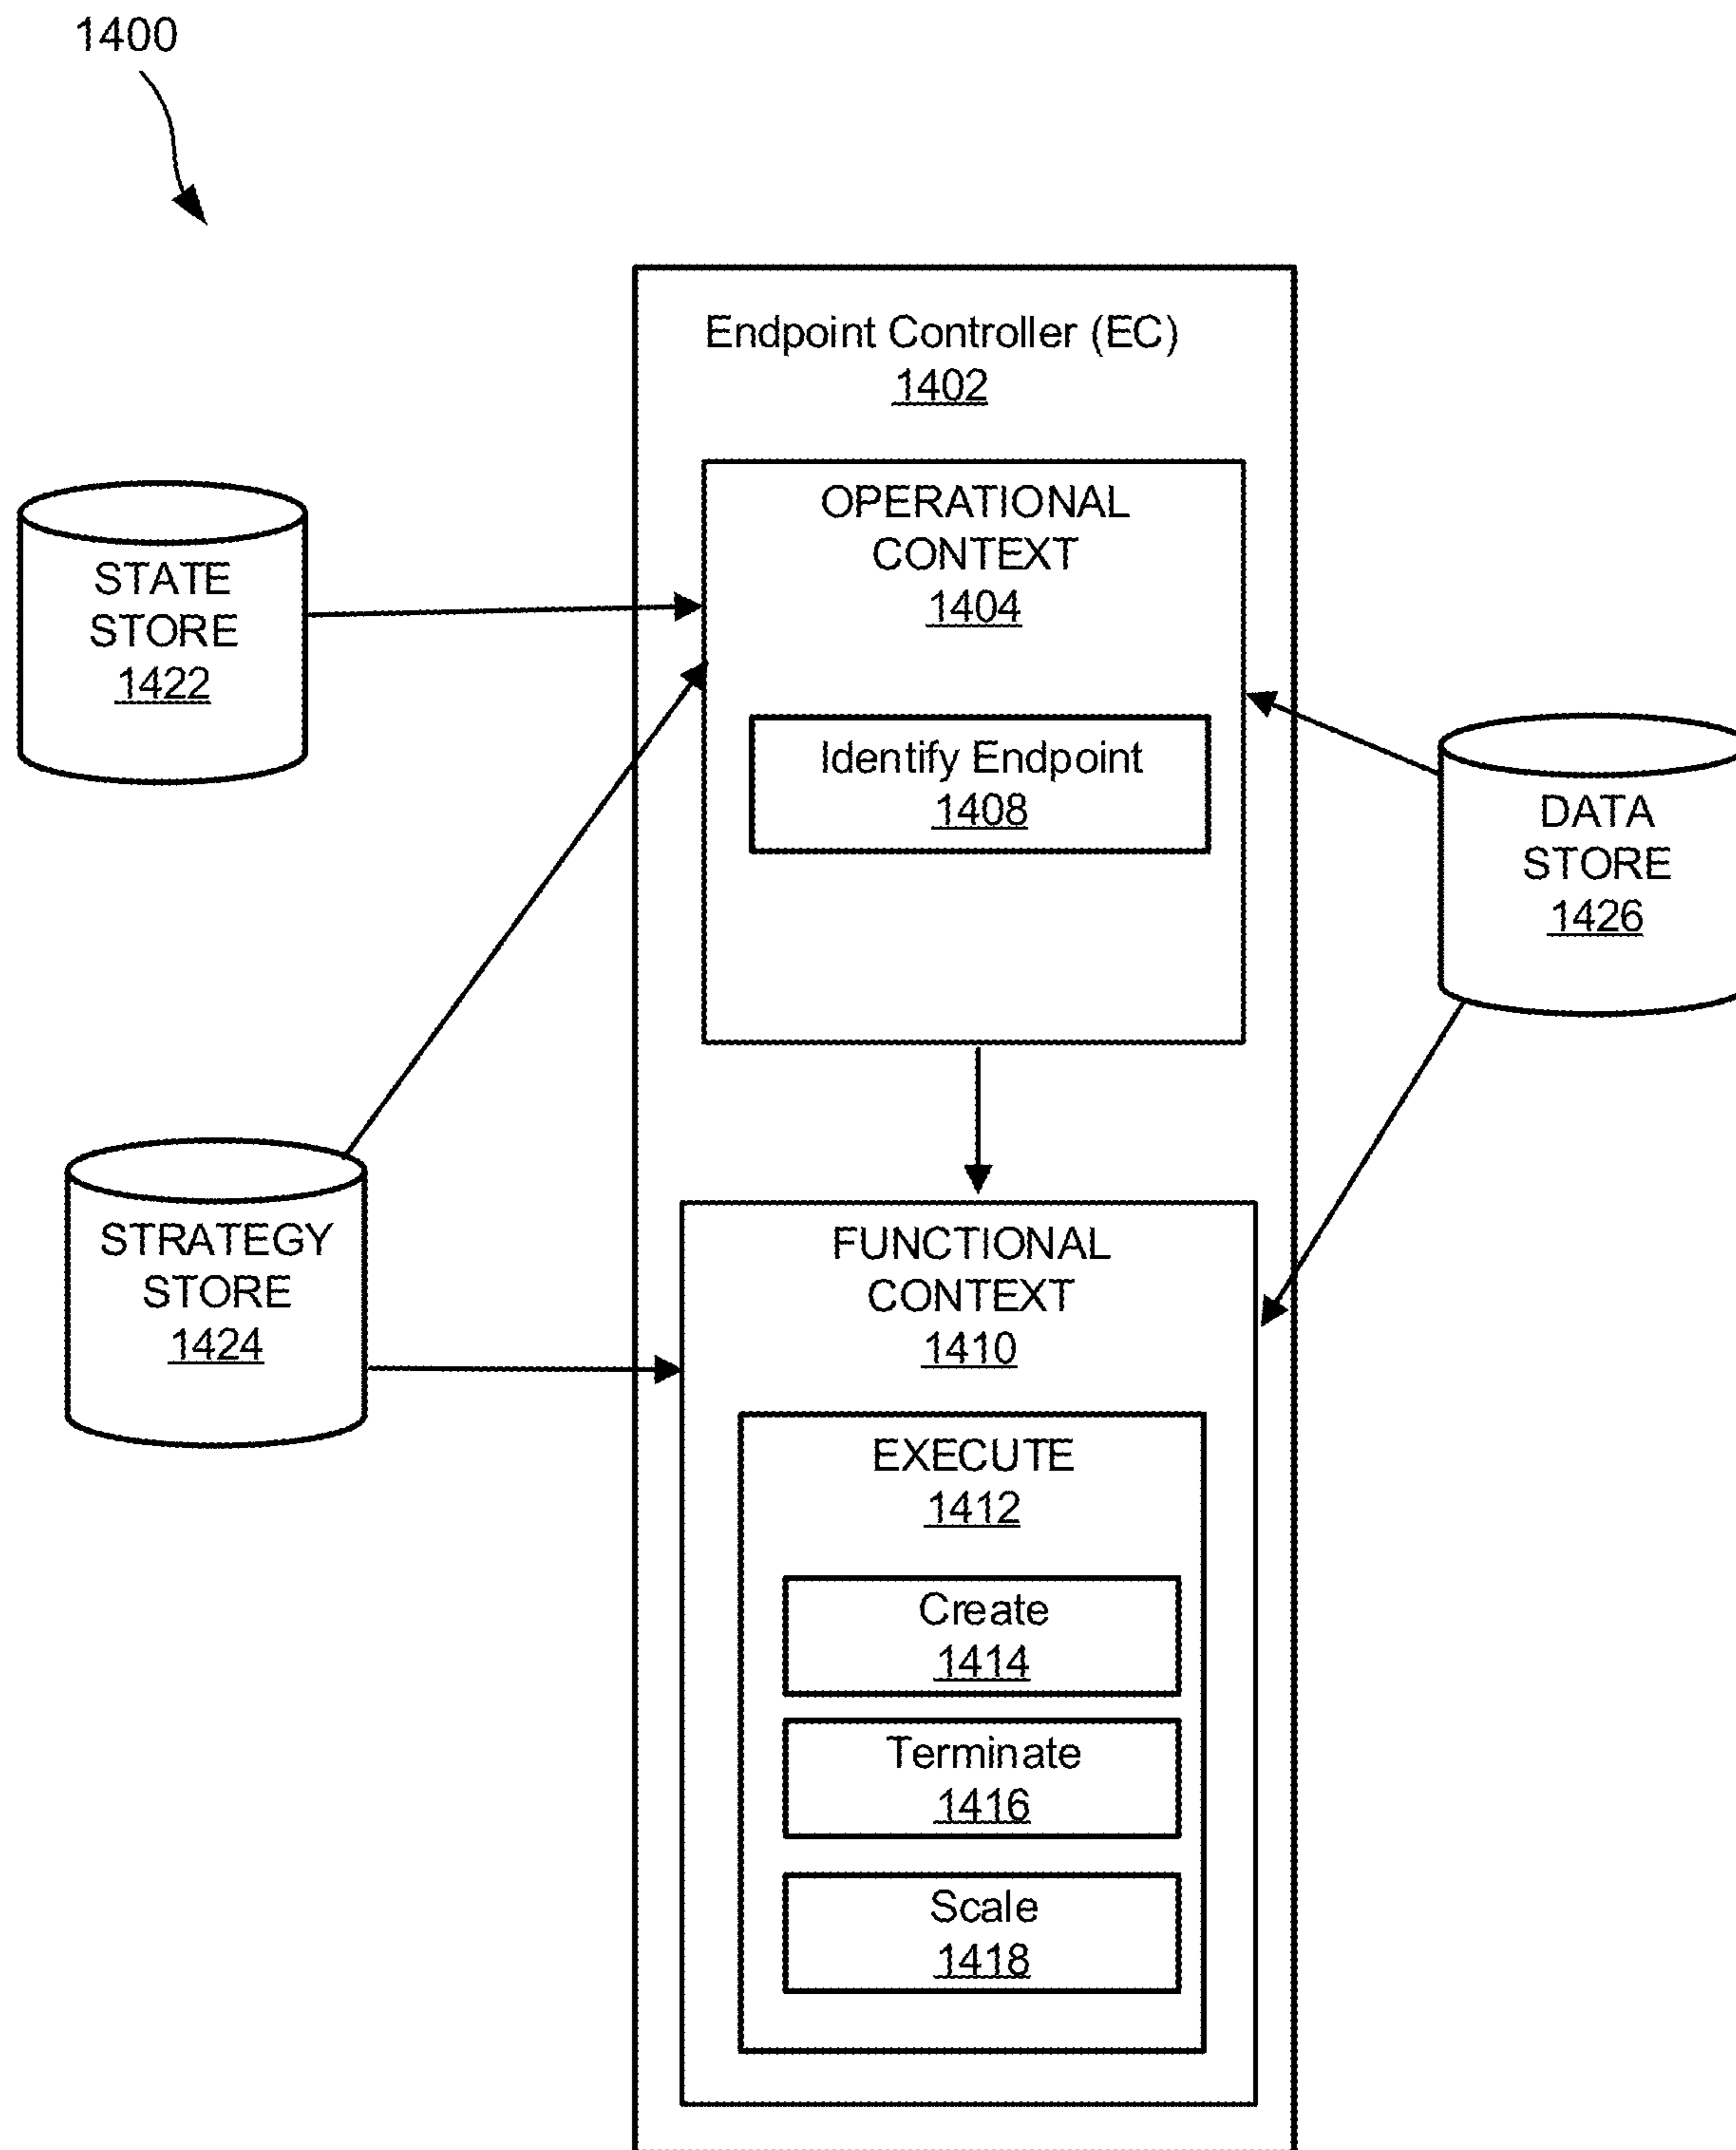 1400
Endpoint Controller (EC)
1402
OPERATIONAL
CONTEXT
1404
Identify Endpoint
1408
STATE
STORE
1422
DATA
STORE
1426
STRATEGY
STORE
1424
FUNCTIONAL
CONTEXT
1410
EXECUTE
1412
Create
1414
Terminate
1416
Scale
1418